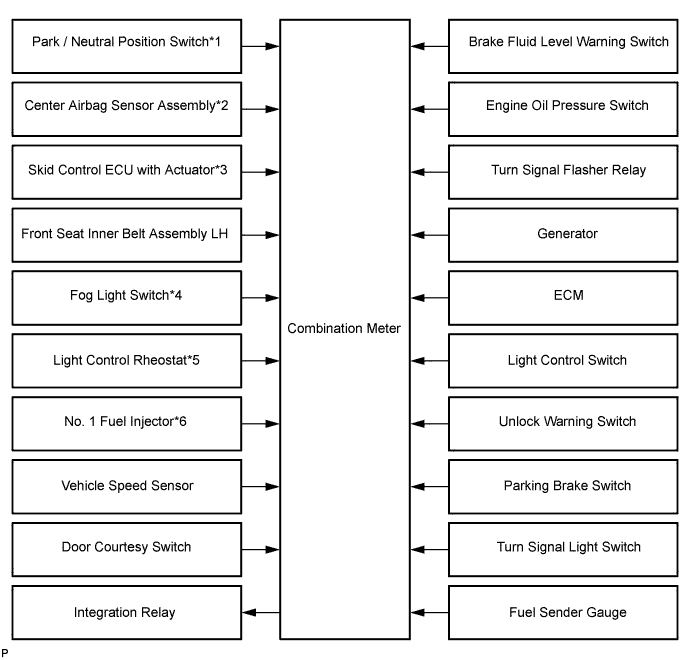 Park / Neutral Position Switch*1
Center Airbag Sensor Assembly*2
Skid Control ECU with Actuator*3
Front Seat Inner Belt Assembly LH
Fog Light Switch*4
Light Control Rheostat*5
No. 1 Fuel Injector*6
Vehicle Speed Sensor
Door Courtesy Switch
Integration Relay
Combination Meter
Brake Fluid Level Warning Switch
Engine Oil Pressure Switch
Turn Signal Flasher Relay
Generator
ECM
Light Control Switch
Unlock Warning Switch
Parking Brake Switch
Turn Signal Light Switch
Fuel Sender Gauge
P